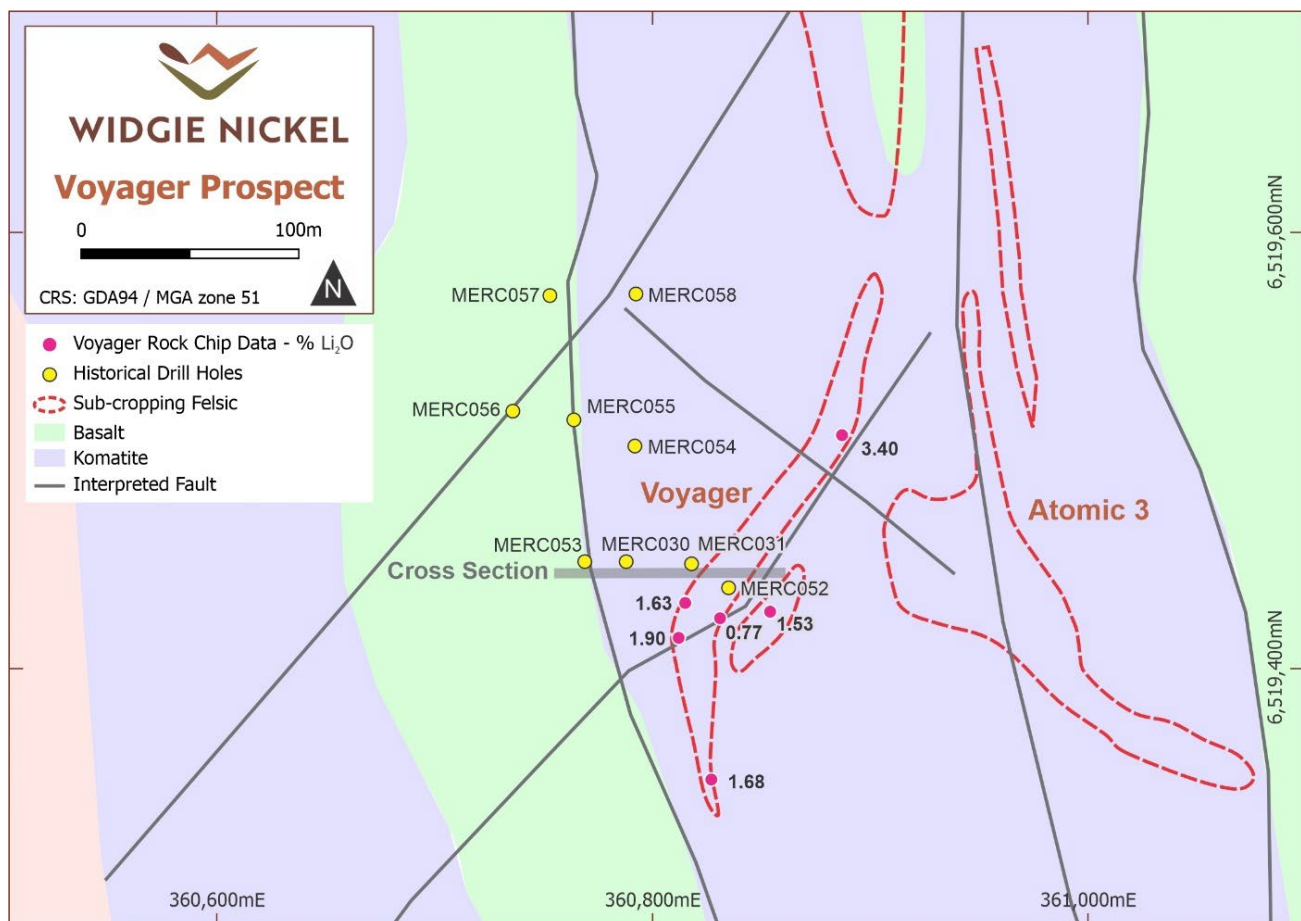 WIDGIE NICKEL
Voyager Prospect
0 100m
N
CRS: GDA94 / MGA zone 51
Voyager Rock Chip Data - % Li₂O
Historical Drill Holes
Sub-cropping Felsic
Basalt
Komatite
Interpreted Fault
6,519,600mN
MERC057
MERC058
MERC056
MERC055
MERC054
3.40
Voyager
Atomic 3
MERC053
MERC030
MERC031
Cross Section
MERC052
1.63
1.90
0.77
1.53
6,519,400mN
1.68
360,600mE
360,800mE
361,000mE